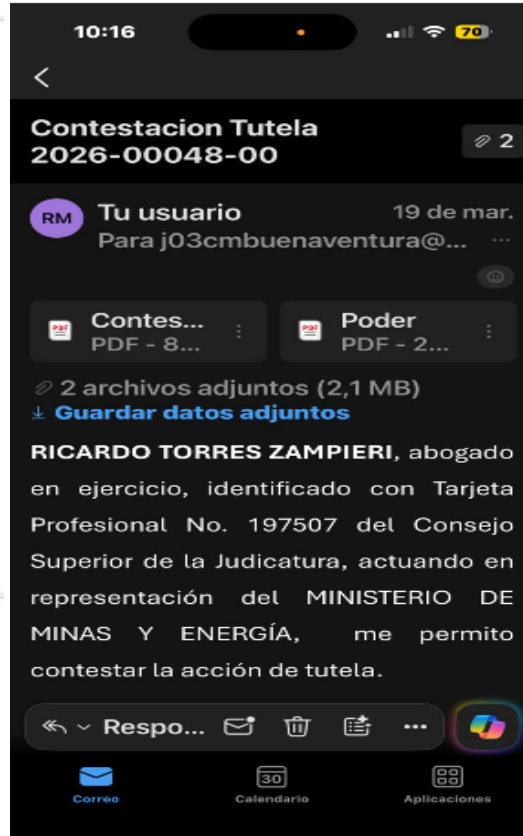 10:16
70
Contestacion Tutela
2026-00048-00
2
RM
Tu usuario
19 de mar.
Para j03cmbuenaventura@...
...
PDF
Contes...
PDF - 8...
PDF
Poder
PDF - 2...
2 archivos adjuntos (2,1 MB)
Guardar datos adjuntos
RICARDO TORRES ZAMPIERI, abogado
en ejercicio, identificado con Tarjeta
Profesional No. 197507 del Consejo
Superior de la Judicatura, actuando en
representación del MINISTERIO DE
MINAS Y ENERGÍA, me permito
contestar la acción de tutela.
Respo...
...
Correo
30
Calendario
Aplicaciones